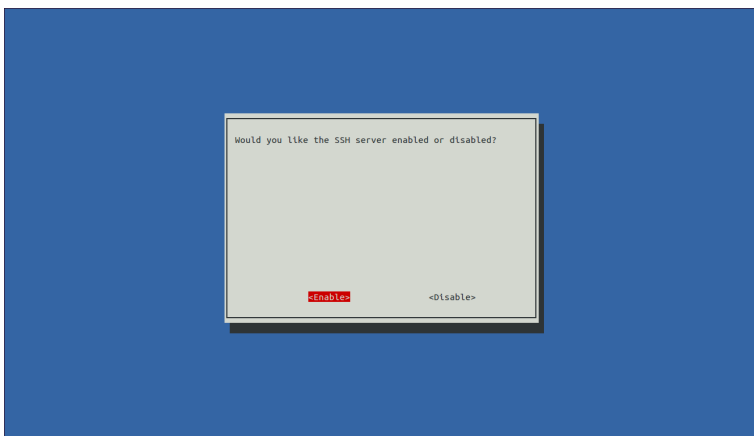 Would you like the SSH server enabled or disabled?
<Enable> <Disable>